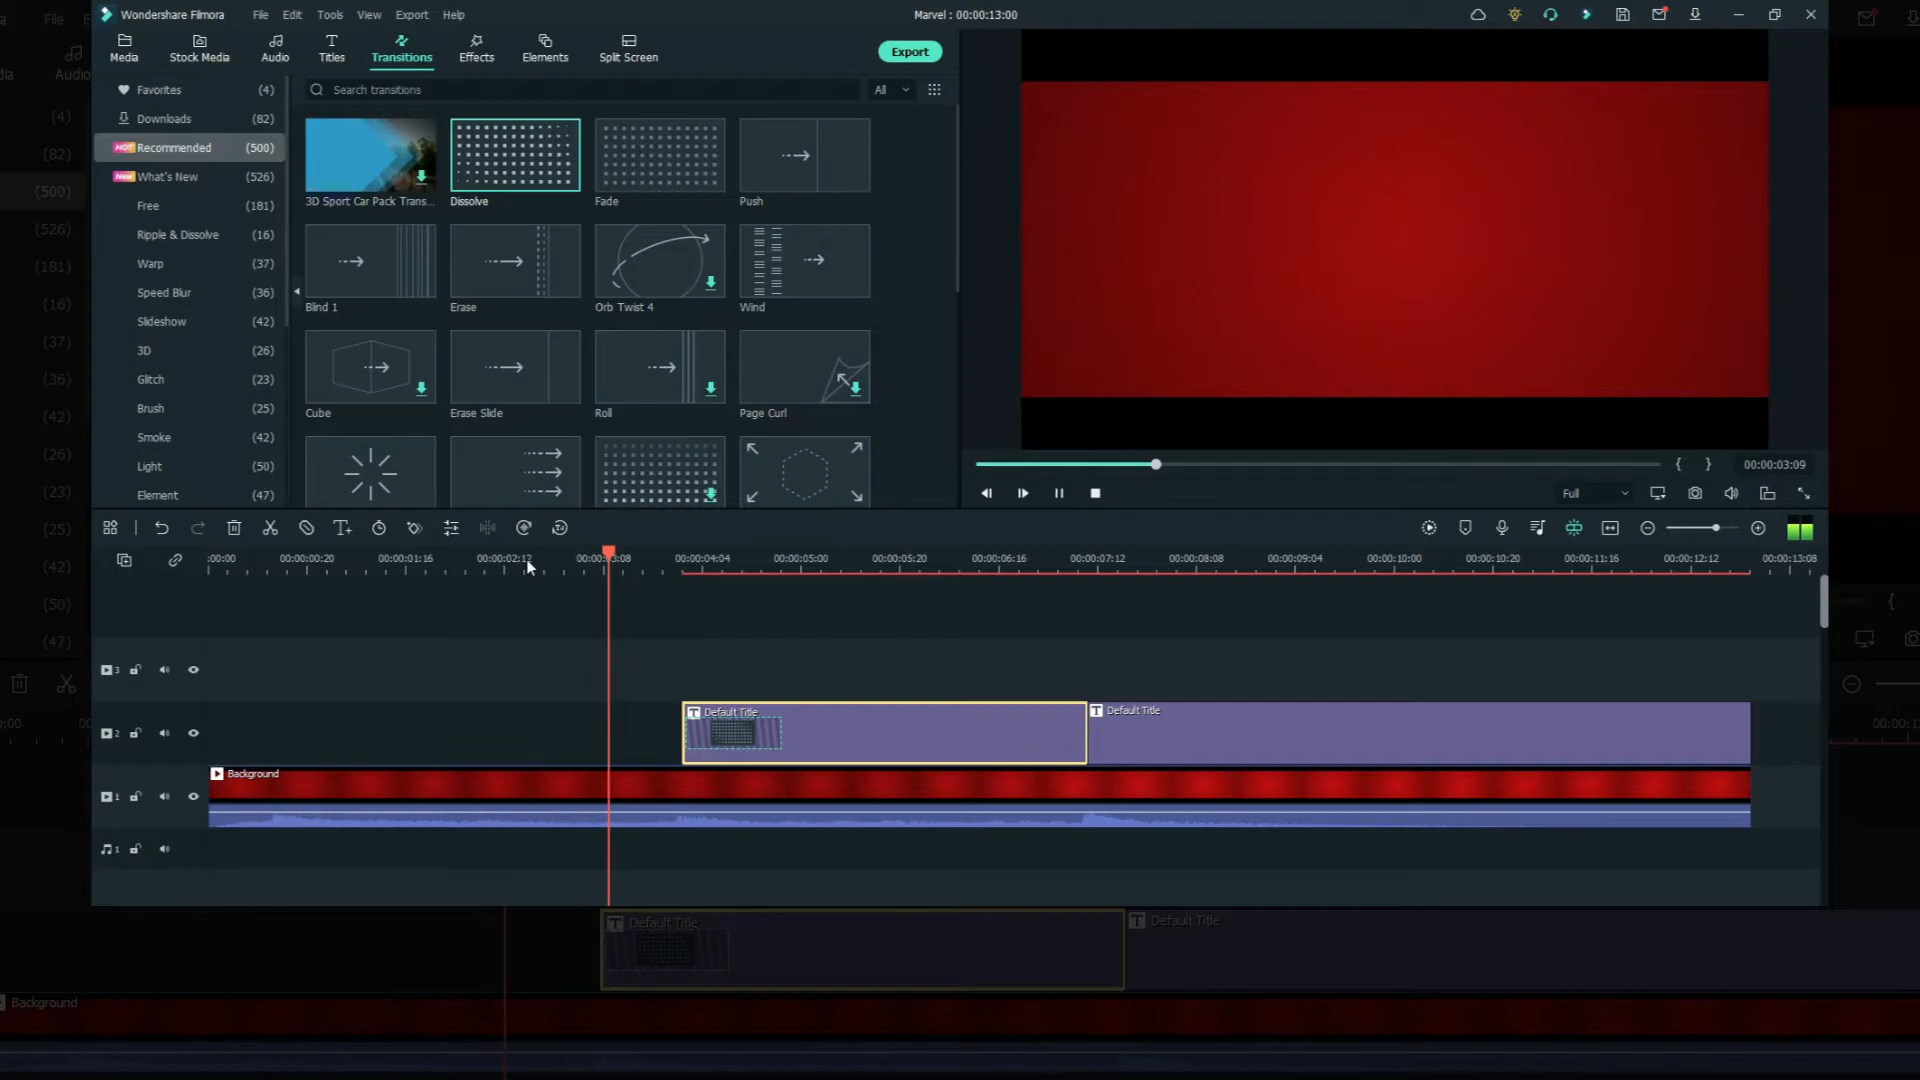 Wondershare Filmora File Edit Tools View Export Help Marvel : 00:00:13:00
Media Stock Media Audio Titles Transitions Effects Elements Split Screen Export
Favorites (4)
Downloads (82)
HOT Recommended (500)
New What's New (526)
Free (181)
Ripple & Dissolve (16)
Warp (37)
Speed Blur (36)
Slideshow (42)
3D (26)
Glitch (23)
Brush (25)
Smoke (42)
Light (50)
Element (47)
Search transitions All
3D Sport Car Pack Trans... Dissolve Fade Push
Blind 1 Erase Orb Twist 4 Wind
Cube Erase Slide Roll Page Curl
{ } 00:00:03:09
Full
:00:00 00:00:00:20 00:00:01:16 00:00:02:12 00:00:03:08 00:00:04:04 00:00:05:00 00:00:05:20 00:00:06:16 00:00:07:12 00:00:08:08 00:00:09:04 00:00:10:00 00:00:10:20 00:00:11:16 00:00:12:12 00:00:13:08
3
2 T Default Title T Default Title
1 Background
1
T Default Title T Default Title
Background
File
Audio
(4)
(82)
(500)
(526)
(181)
(16)
(37)
(36)
(42)
(26)
(23)
(25)
(42)
(50)
(47)